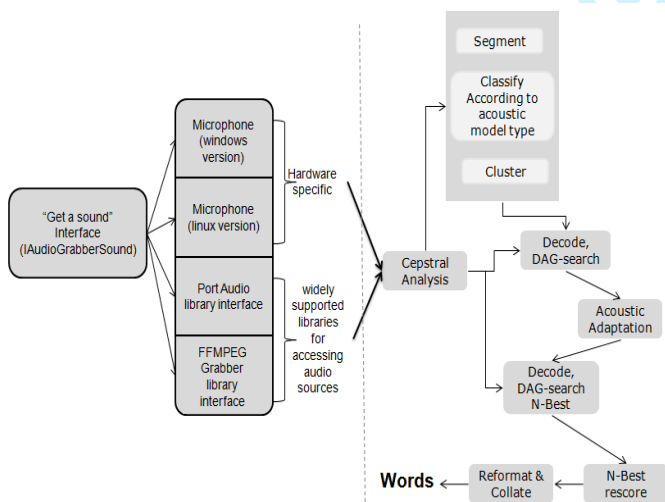 "Get a sound"
Interface
(IAudioGrabberSound)
Microphone
(windows
version)
Microphone
(linux version)
Port Audio
library interface
FFMPEG
Grabber
library
interface
Hardware
specific
widely
supported
libraries
for
accessing
audio
sources
Cepstral
Analysis
Segment
Classify
According to
acoustic
model type
Cluster
Decode,
DAG-search
Acoustic
Adaptation
Decode,
DAG-search
N-Best
N-Best
rescore
Reformat &
Collate
Words